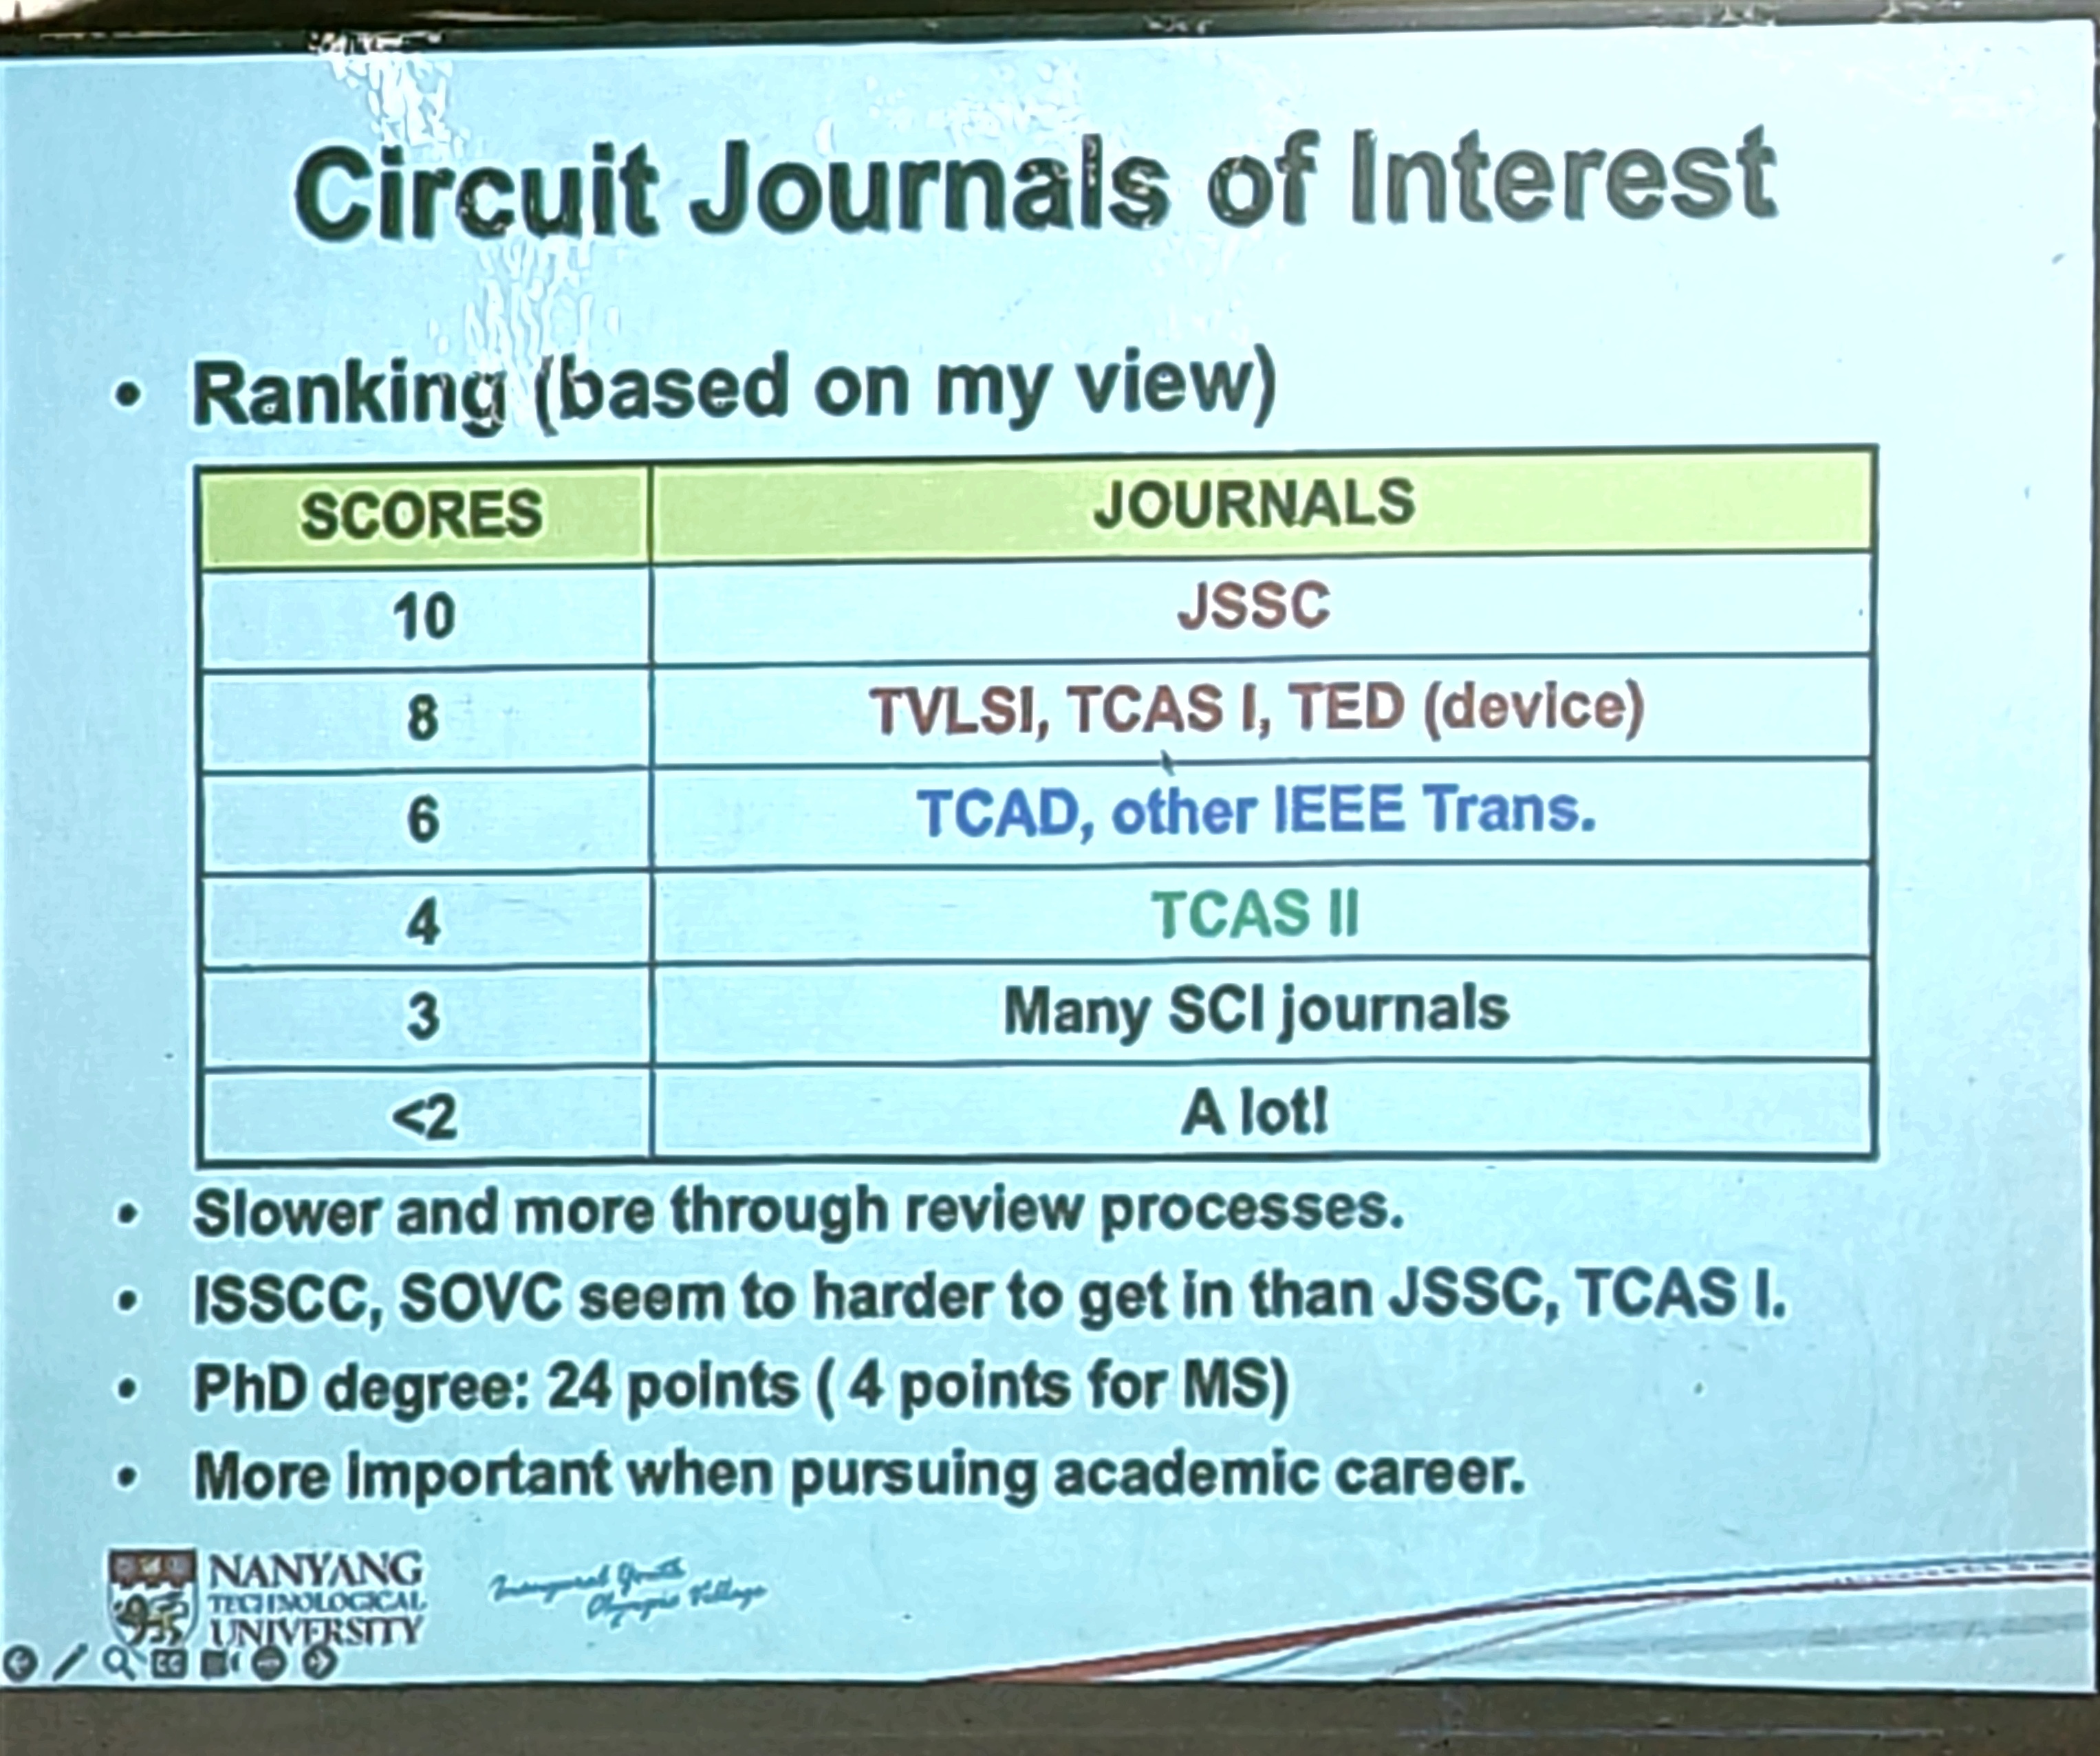 Circuit Journals of Interest
• Ranking (based on my view)
SCORES JOURNALS
10 JSSC
8 TVLSI, TCAS I, TED (device)
6 TCAD, other IEEE Trans.
4 TCAS II
3 Many SCI journals
<2 A lot!
• Slower and more through review processes.
• ISSCC, SOVC seem to harder to get in than JSSC, TCAS I.
• PhD degree: 24 points ( 4 points for MS)
• More important when pursuing academic career.
NANYANG
TECHNOLOGICAL
UNIVERSITY
Inaugural Youth
Olympic Village
CC